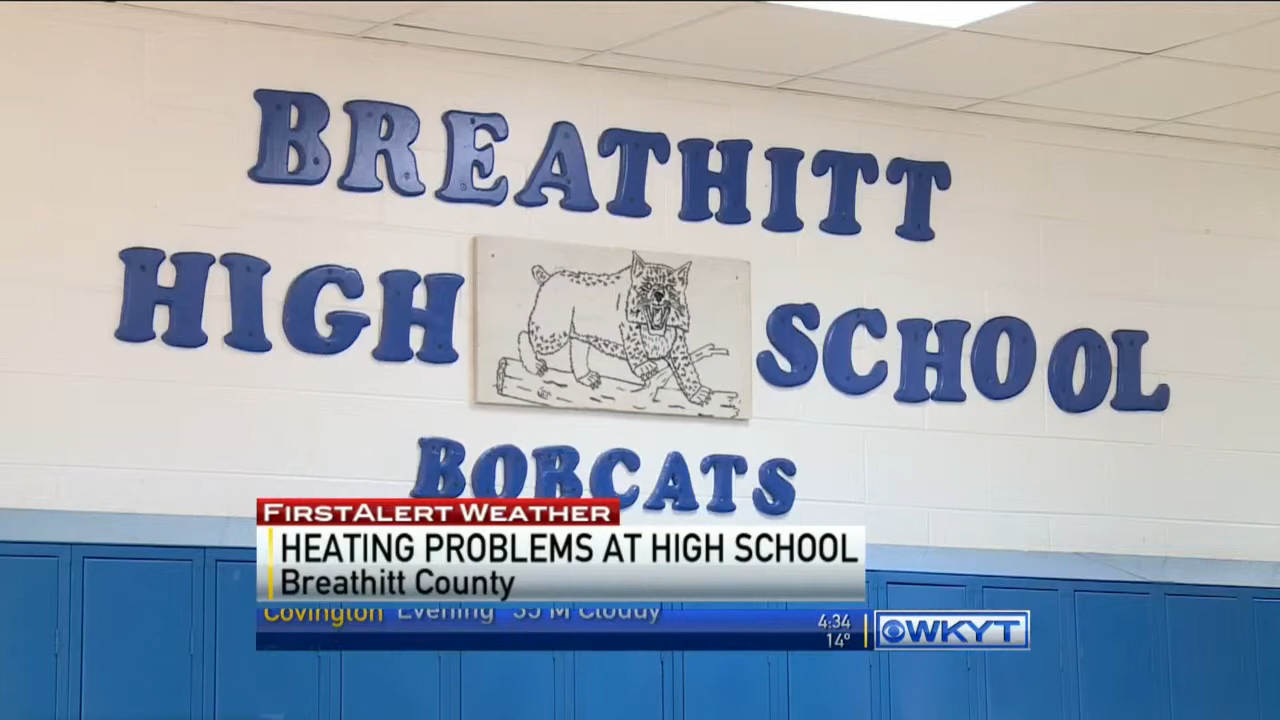 BREATHITT
HIGH SCHOOL
BOBCATS
FIRSTALERT WEATHER
HEATING PROBLEMS AT HIGH SCHOOL
Breathitt County
Covington Evening 35 M Cloudy
4:34
14°
WKYT